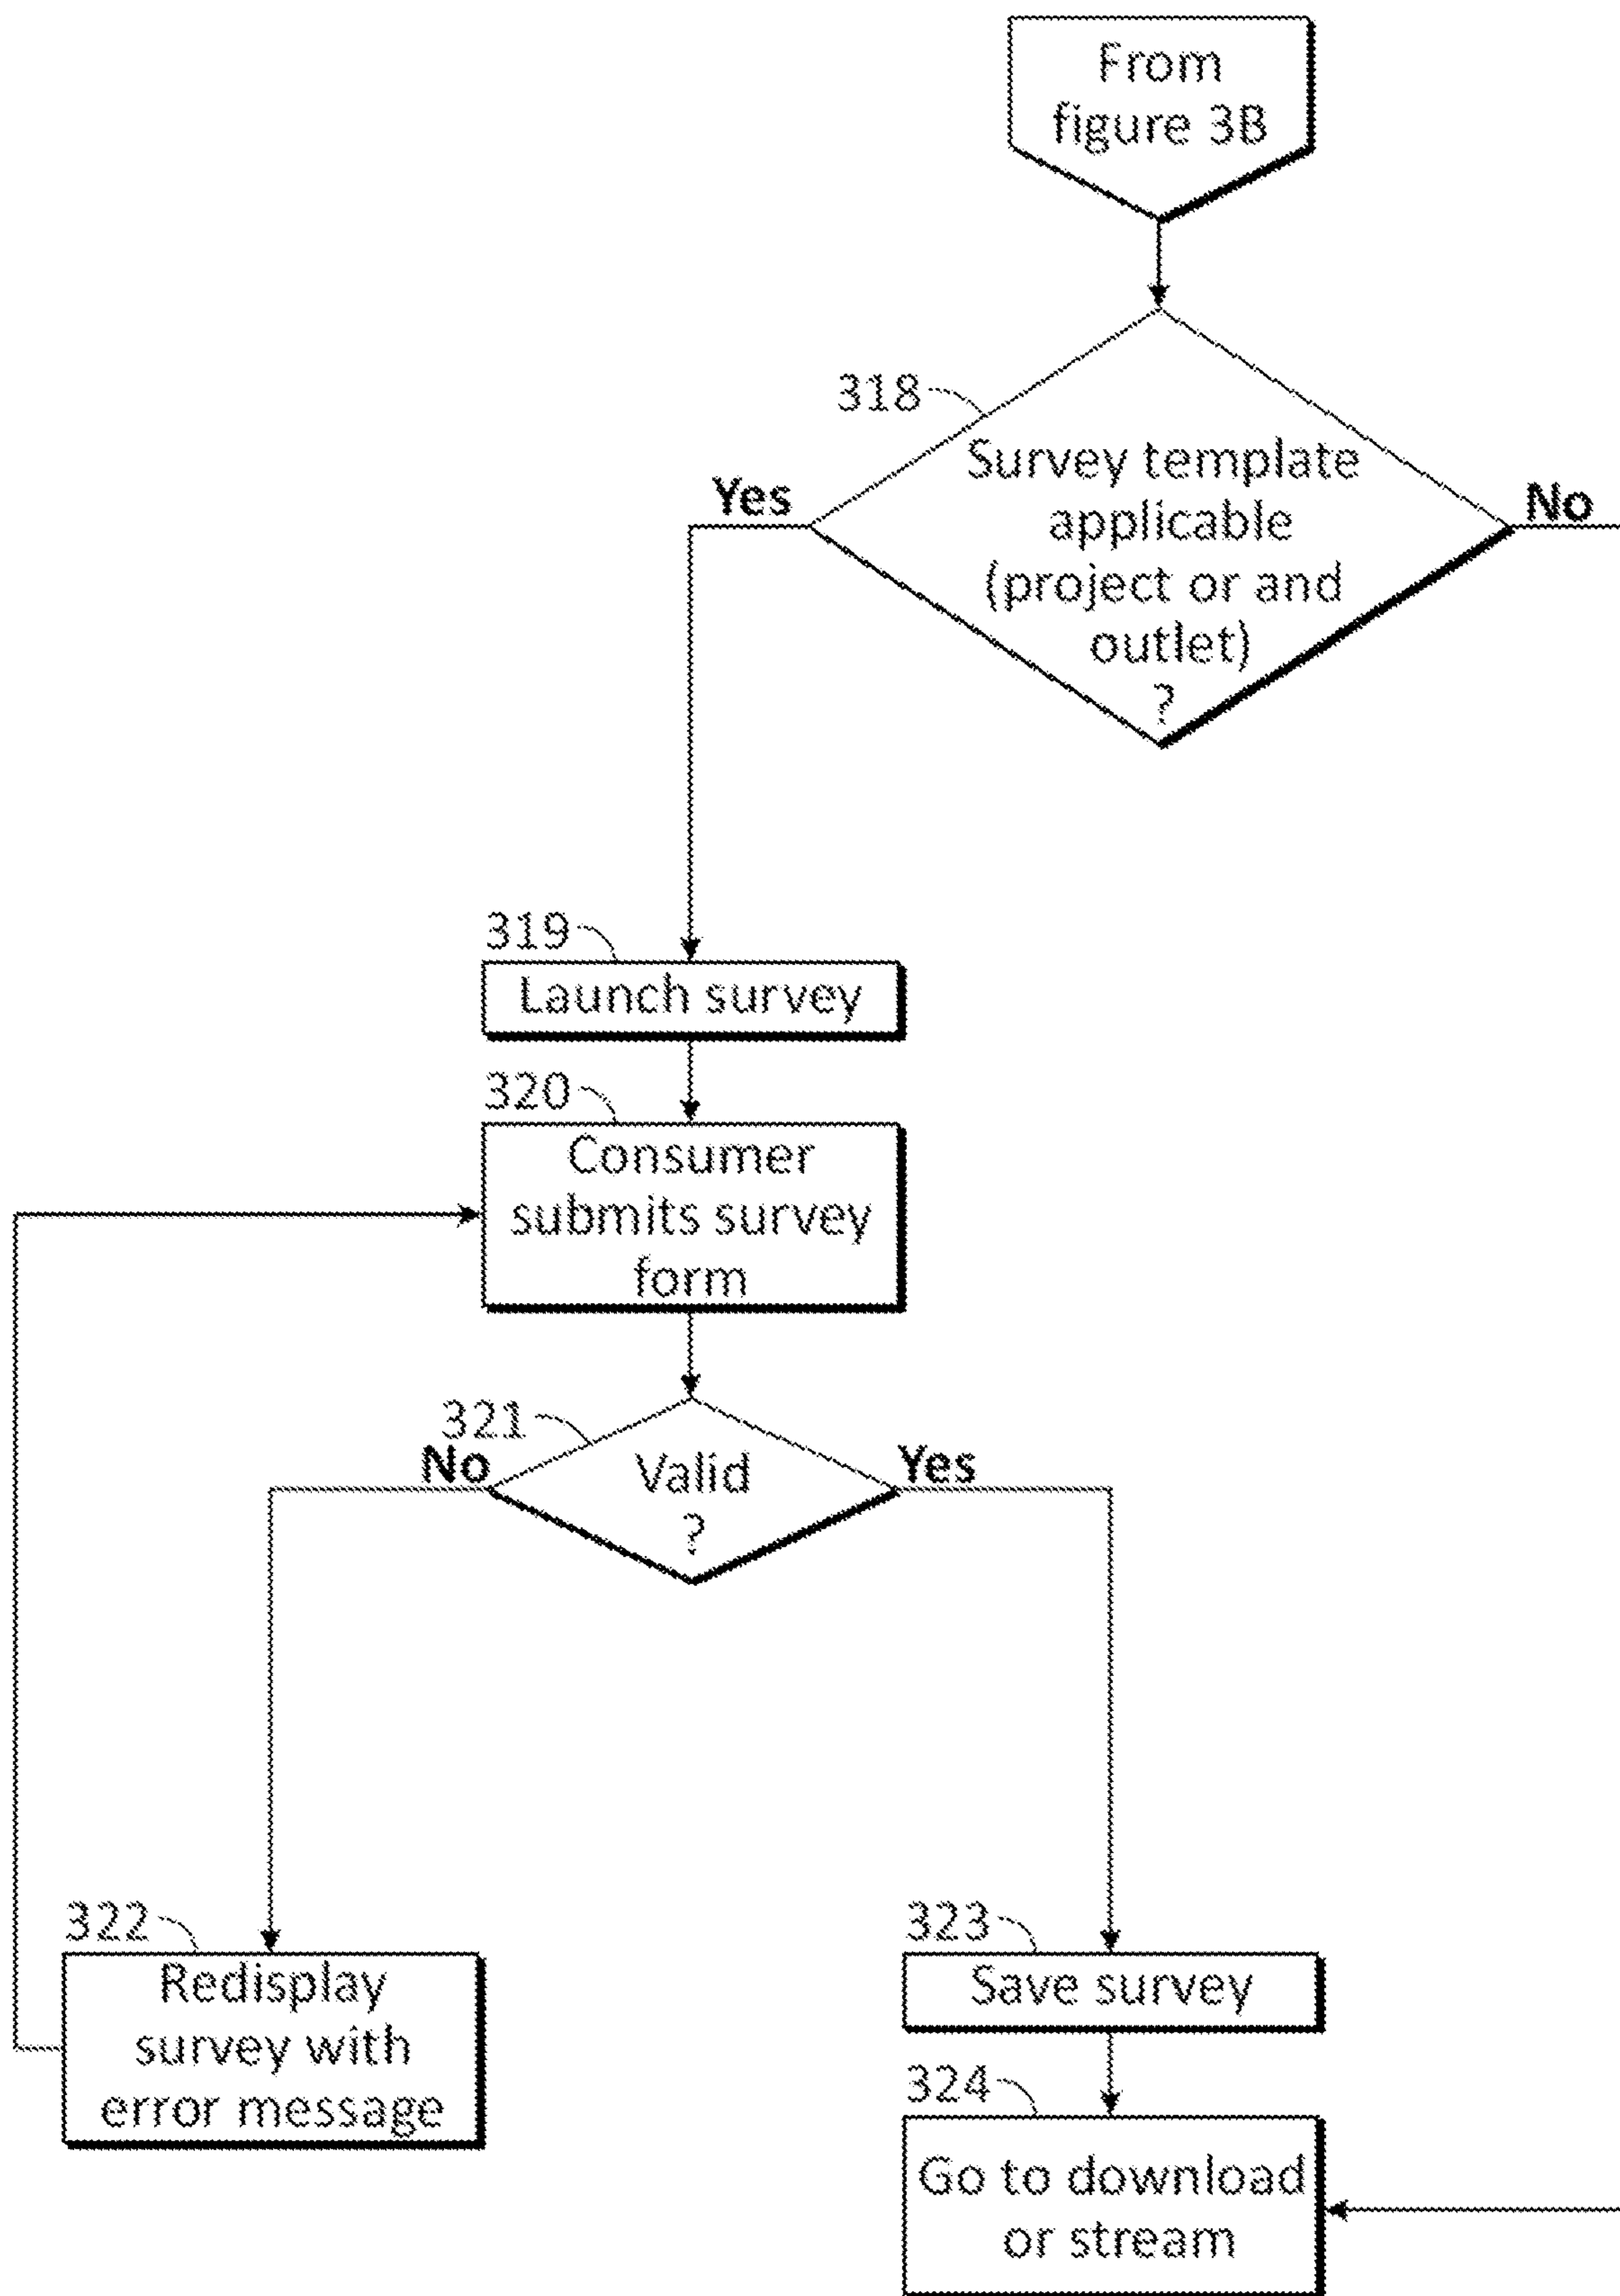 From
figure 3B
318
Survey template
applicable
(project or and
outlet)
?
Yes
No
319
Launch survey
320
Consumer
submits survey
form
321
Valid
?
No
Yes
322
Redisplay
survey with
error message
323
Save survey
324
Go to download
or stream